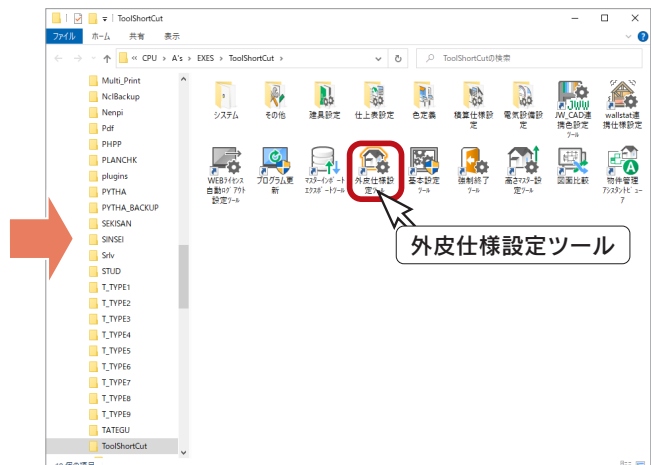 ToolShortCut
ファイル ホーム 共有 表示
« CPU › A's › EXES › ToolShortCut ›
ToolShortCutの検索
Multi_Print
NclBackup
Nenpi
Pdf
PHPP
PLANCHK
plugins
PYTHA
PYTHA_BACKUP
SEKISAN
SINSEI
Srlv
STUD
T_TYPE1
T_TYPE2
T_TYPE3
T_TYPE4
T_TYPE5
T_TYPE6
T_TYPE7
T_TYPE8
T_TYPE9
TATEGU
ToolShortCut
システム
その他
建具設定
仕上表設定
色定義
積算仕様設
定
電気設備設
定
JWW
JW_CAD連
携色設定
ツール
wallstat連
携仕様設定
WEBライセンス
自動ログアウト
設定ツール
プログラム更
新
マスターインポート
エクスポートツール
外皮仕様設
定ツール
基本設定
ツール
強制終了
ツール
高さマスター設
定ツール
図面比較
物件管理
アシスタントビュー
7
外皮仕様設定ツール